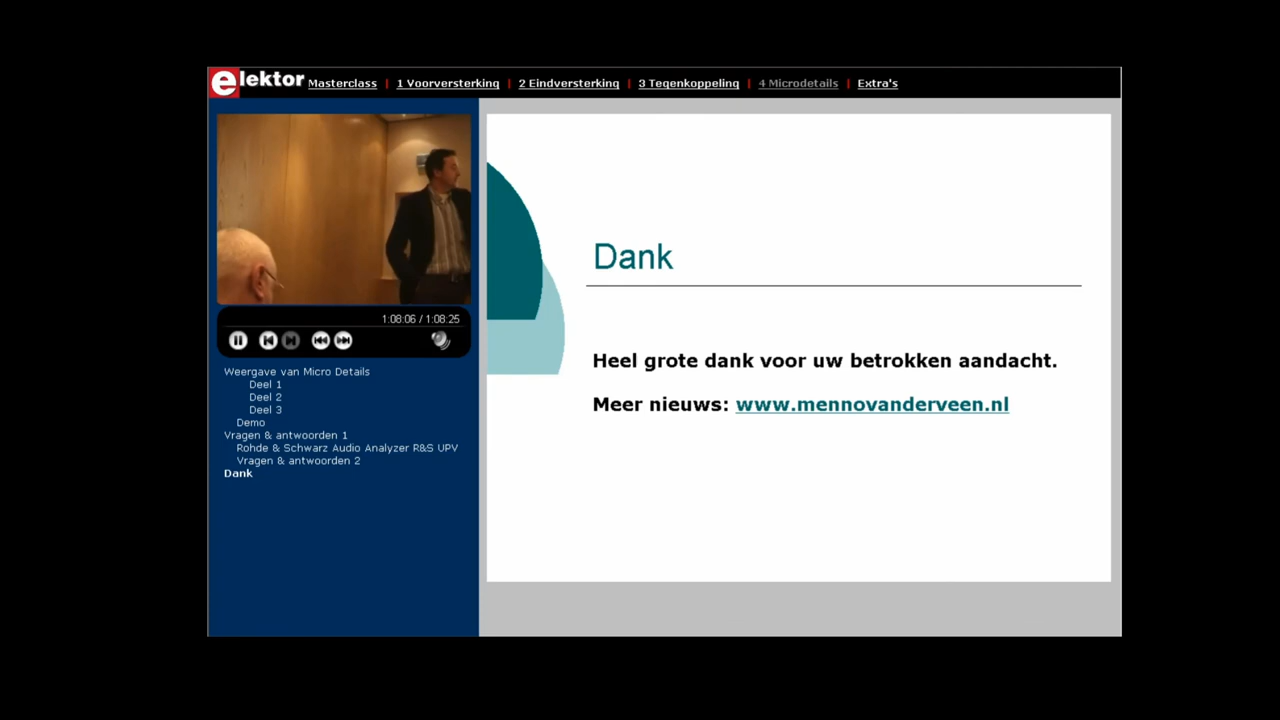 elektor Masterclass | 1 Voorversterking | 2 Eindversterking | 3 Tegenkoppeling | 4 Microdetails | Extra's
1:08:06 / 1:08:25
Weergave van Micro Details
Deel 1
Deel 2
Deel 3
Demo
Vragen & antwoorden 1
Rohde & Schwarz Audio Analyzer R&S UPV
Vragen & antwoorden 2
Dank
Dank
Heel grote dank voor uw betrokken aandacht.
Meer nieuws: www.mennovanderveen.nl